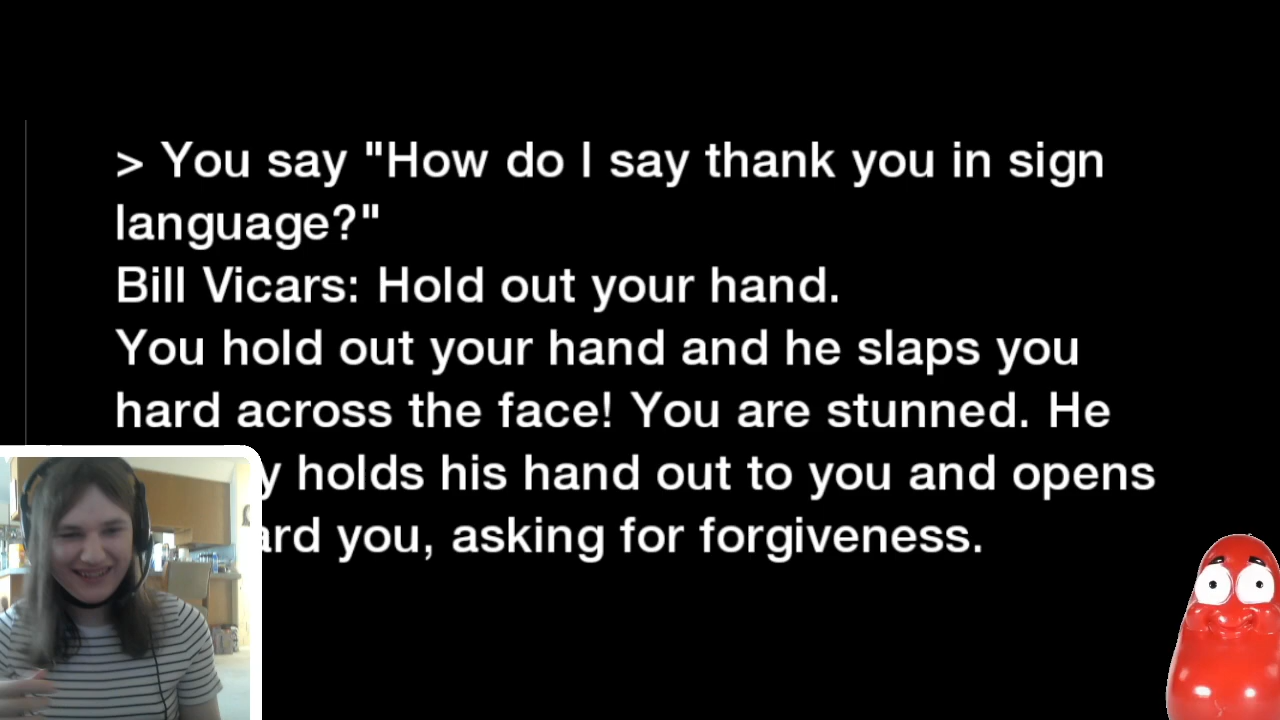 > You say "How do I say thank you in sign
language?"
Bill Vicars: Hold out your hand.
You hold out your hand and he slaps you
hard across the face! You are stunned. He
holds his hand out to you and opens
you, asking for forgiveness.